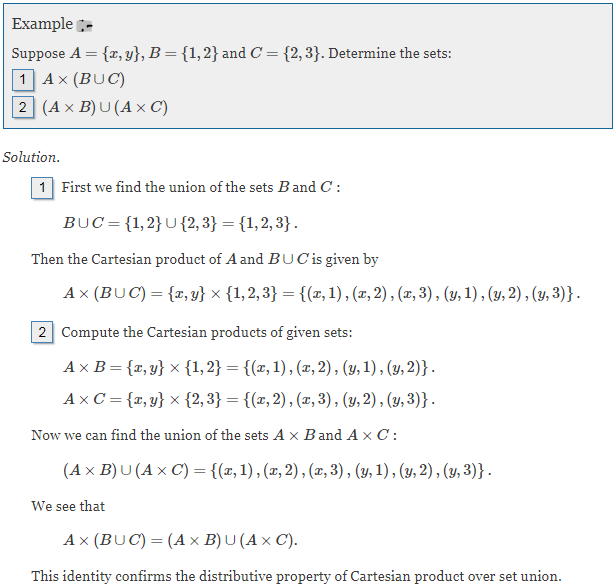 Example :-
Suppose A = {x, y}, B = {1, 2} and C = {2, 3}. Determine the sets:
1 A × (B ∪ C)
2 (A × B) ∪ (A × C)
Solution.
1 First we find the union of the sets B and C :
B ∪ C = {1, 2} ∪ {2, 3} = {1, 2, 3} .
Then the Cartesian product of A and B ∪ C is given by
A × (B ∪ C) = {x, y} × {1, 2, 3} = {(x, 1) , (x, 2) , (x, 3) , (y, 1) , (y, 2) , (y, 3)} .
2 Compute the Cartesian products of given sets:
A × B = {x, y} × {1, 2} = {(x, 1) , (x, 2) , (y, 1) , (y, 2)} .
A × C = {x, y} × {2, 3} = {(x, 2) , (x, 3) , (y, 2) , (y, 3)} .
Now we can find the union of the sets A × B and A × C :
(A × B) ∪ (A × C) = {(x, 1) , (x, 2) , (x, 3) , (y, 1) , (y, 2) , (y, 3)} .
We see that
A × (B ∪ C) = (A × B) ∪ (A × C).
This identity confirms the distributive property of Cartesian product over set union.